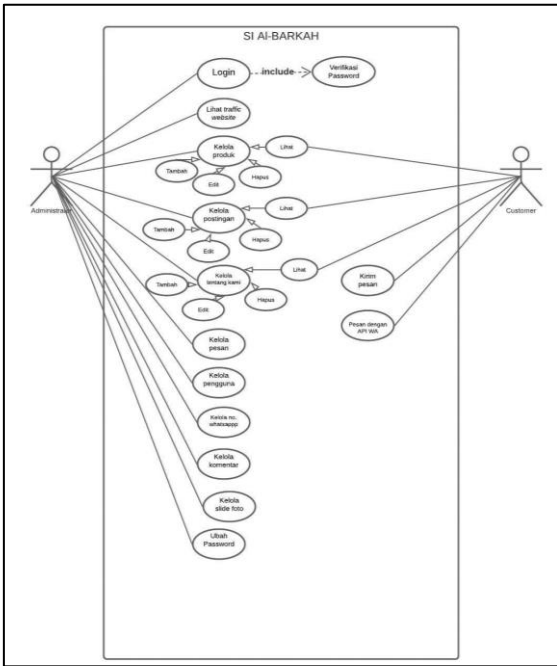 SI Al-BARKAH
Login
include
Verifikasi
Password
Lihat traffic
website
Kelola
produk
Lihat
Tambah
Edit
Hapus
Administrator
Customer
Kelola
postingan
Lihat
Tambah
Edit
Hapus
Kelola
tentang kami
Lihat
Tambah
Edit
Hapus
Kirim
pesan
Pesan dengan
API WA
Kelola
pesan
Kelola
pengguna
Kelola no.
whatxappp
Kelola
komentar
Kelola
slide foto
Ubah
Password